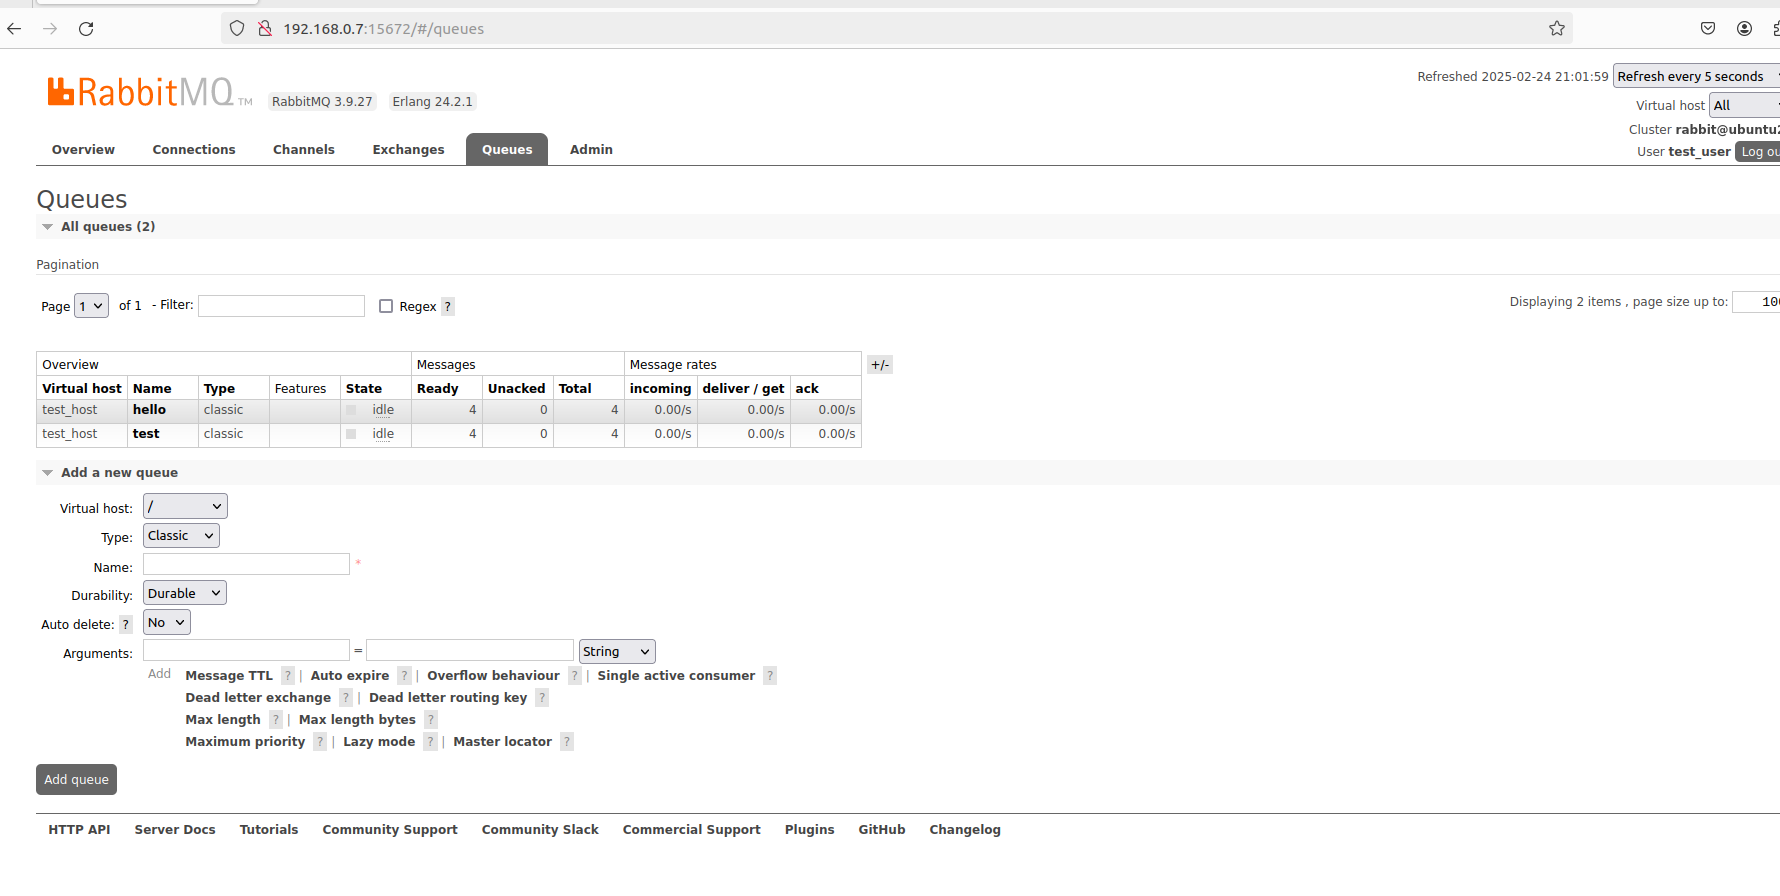 192.168.0.7:15672/#/queues
RabbitMQ TM RabbitMQ 3.9.27 Erlang 24.2.1
Refreshed 2025-02-24 21:01:59 Refresh every 5 seconds
Virtual host All
Cluster rabbit@ubuntu2
User test_user Log ou
Overview Connections Channels Exchanges Queues Admin
Queues
All queues (2)
Pagination
Page 1 of 1 - Filter: Regex ?
Displaying 2 items , page size up to: 100
Overview Messages Message rates +/-
Virtual host Name Type Features State Ready Unacked Total incoming deliver / get ack
test_host hello classic idle 4 0 4 0.00/s 0.00/s 0.00/s
test_host test classic idle 4 0 4 0.00/s 0.00/s 0.00/s
Add a new queue
Virtual host: /
Type: Classic
Name: *
Durability: Durable
Auto delete: ? No
Arguments: = String
Add Message TTL ? | Auto expire ? | Overflow behaviour ? | Single active consumer ?
Dead letter exchange ? | Dead letter routing key ?
Max length ? | Max length bytes ?
Maximum priority ? | Lazy mode ? | Master locator ?
Add queue
HTTP API Server Docs Tutorials Community Support Community Slack Commercial Support Plugins GitHub Changelog